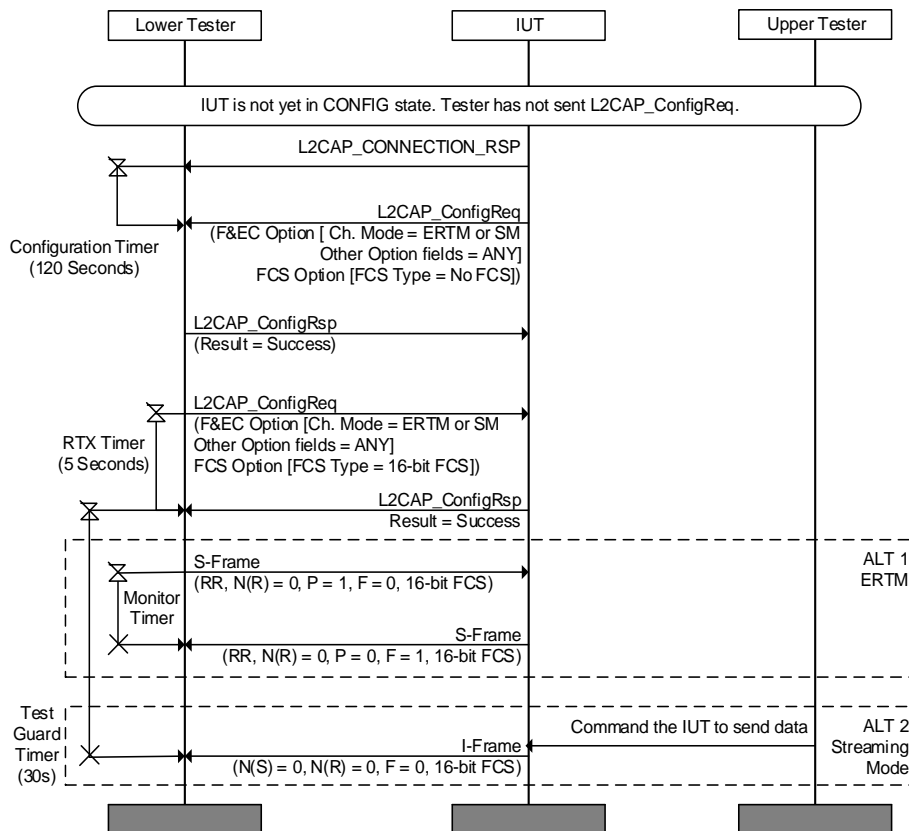 Lower Tester
IUT
Upper Tester
IUT is not yet in CONFIG state. Tester has not sent L2CAP_ConfigReq.
L2CAP_CONNECTION_RSP
L2CAP_ConfigReq
(F&EC Option [ Ch. Mode = ERTM or SM
Other Option fields = ANY]
FCS Option [FCS Type = No FCS])
Configuration Timer
(120 Seconds)
L2CAP_ConfigRsp
(Result = Success)
L2CAP_ConfigReq
(F&EC Option [Ch. Mode = ERTM or SM
Other Option fields = ANY]
FCS Option [FCS Type = 16-bit FCS])
RTX Timer
(5 Seconds)
L2CAP_ConfigRsp
Result = Success
ALT 1
ERTM
S-Frame
(RR, N(R) = 0, P = 1, F = 0, 16-bit FCS)
Monitor
Timer
S-Frame
(RR, N(R) = 0, P = 0, F = 1, 16-bit FCS)
Test
Guard
Timer
(30s)
Command the IUT to send data
ALT 2
Streaming
Mode
I-Frame
(N(S) = 0, N(R) = 0, F = 0, 16-bit FCS)